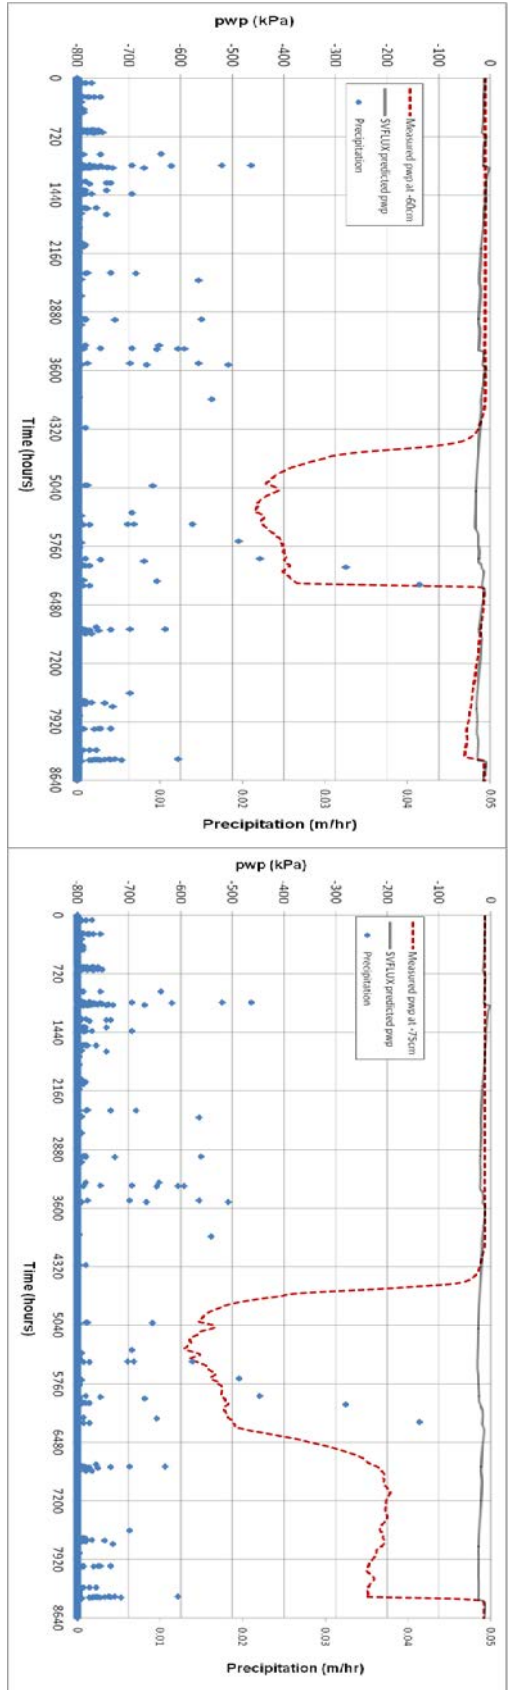 pwp (kPa)
-800 -700 -600 -500 -400 -300 -200 -100 0
0
720
1440
2160
2880
3600
4320
5040
5760
6480
7200
7920
8640
Time (hours)
Measured pwp at -60cm
SVFLUX predicted pwp
Precipitation
0 0.01 0.02 0.03 0.04 0.05
Precipitation (m/hr)
pwp (kPa)
-800 -700 -600 -500 -400 -300 -200 -100 0
0
720
1440
2160
2880
3600
4320
5040
5760
6480
7200
7920
8640
Time (hours)
Measured pwp at -75cm
SVFLUX predicted pwp
Precipitation
0 0.01 0.02 0.03 0.04 0.05
Precipitation (m/hr)